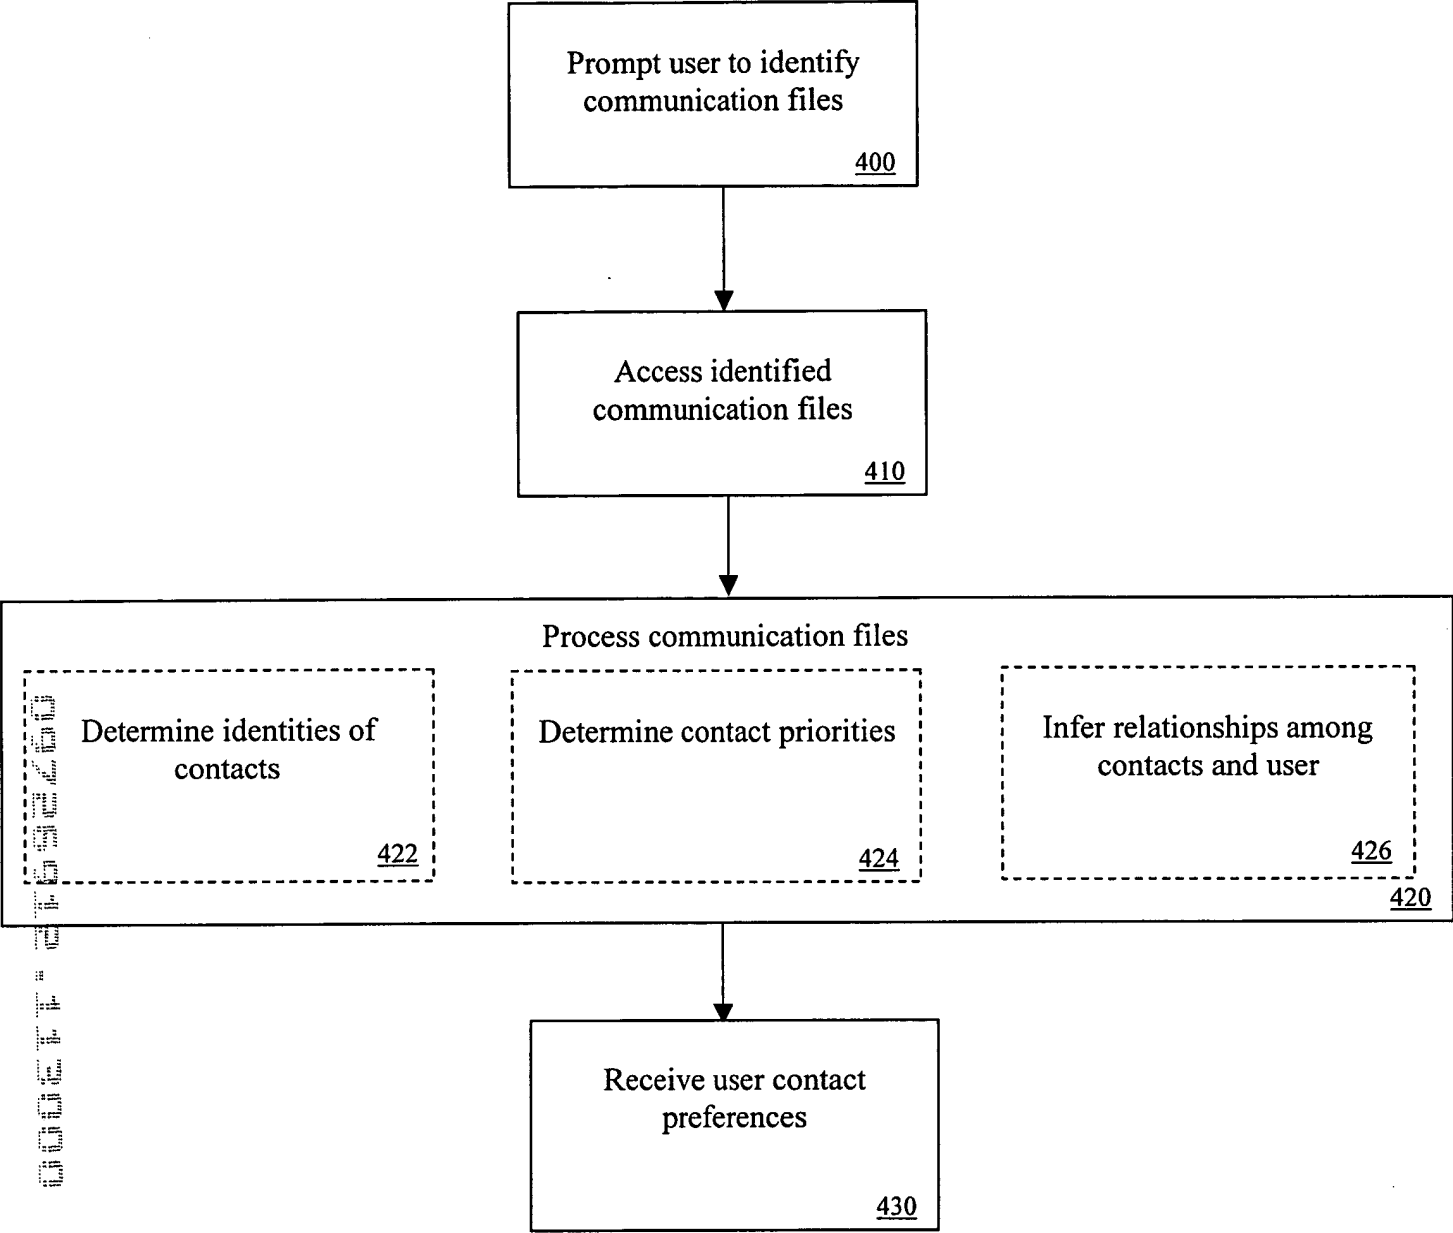 Prompt user to identify
communication files
400
Access identified
communication files
410
Process communication files
Determine identities of
contacts
422
Determine contact priorities
424
Infer relationships among
contacts and user
426
420
Receive user contact
preferences
430